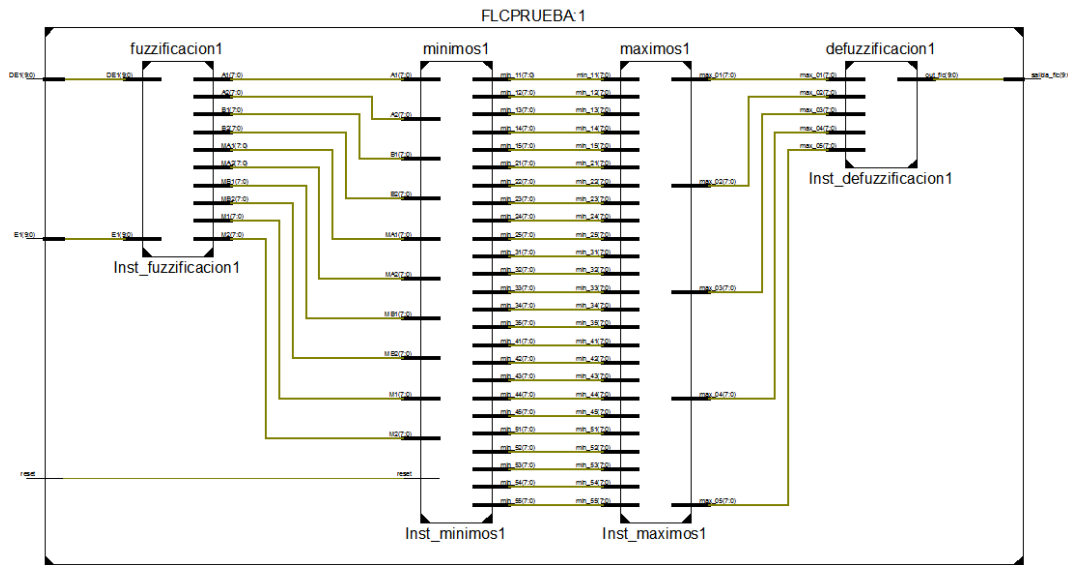 FLCPRUEBA:1
fuzzificacion1
minimos1
maximos1
defuzzificacion1
DE1(9:0)
DE1(9:0)
A1(7:0)
A1(7:0)
min_11(7:0)
min_11(7:0)
max_01(7:0)
max_01(7:0)
out_flc(9:0)
salida_flc(9:0)
A2(7:0)
min_12(7:0)
min_12(7:0)
max_02(7:0)
B1(7:0)
A2(7:0)
min_13(7:0)
min_13(7:0)
max_03(7:0)
B2(7:0)
min_14(7:0)
min_14(7:0)
max_04(7:0)
MA1(7:0)
min_15(7:0)
min_15(7:0)
max_05(7:0)
B1(7:0)
MA2(7:0)
min_21(7:0)
min_21(7:0)
Inst_defuzzificacion1
MB1(7:0)
min_22(7:0)
min_22(7:0)
max_02(7:0)
B2(7:0)
MB2(7:0)
min_23(7:0)
min_23(7:0)
M1(7:0)
min_24(7:0)
min_24(7:0)
E1(9:0)
E1(9:0)
M2(7:0)
MA1(7:0)
min_25(7:0)
min_25(7:0)
min_31(7:0)
min_31(7:0)
Inst_fuzzificacion1
MA2(7:0)
min_32(7:0)
min_32(7:0)
min_33(7:0)
min_33(7:0)
max_03(7:0)
min_34(7:0)
min_34(7:0)
MB1(7:0)
min_35(7:0)
min_35(7:0)
min_41(7:0)
min_41(7:0)
MB2(7:0)
min_42(7:0)
min_42(7:0)
min_43(7:0)
min_43(7:0)
M1(7:0)
min_44(7:0)
min_44(7:0)
max_04(7:0)
min_45(7:0)
min_45(7:0)
M2(7:0)
min_51(7:0)
min_51(7:0)
min_52(7:0)
min_52(7:0)
reset
reset
min_53(7:0)
min_53(7:0)
min_54(7:0)
min_54(7:0)
min_55(7:0)
min_55(7:0)
max_05(7:0)
Inst_minimos1
Inst_maximos1